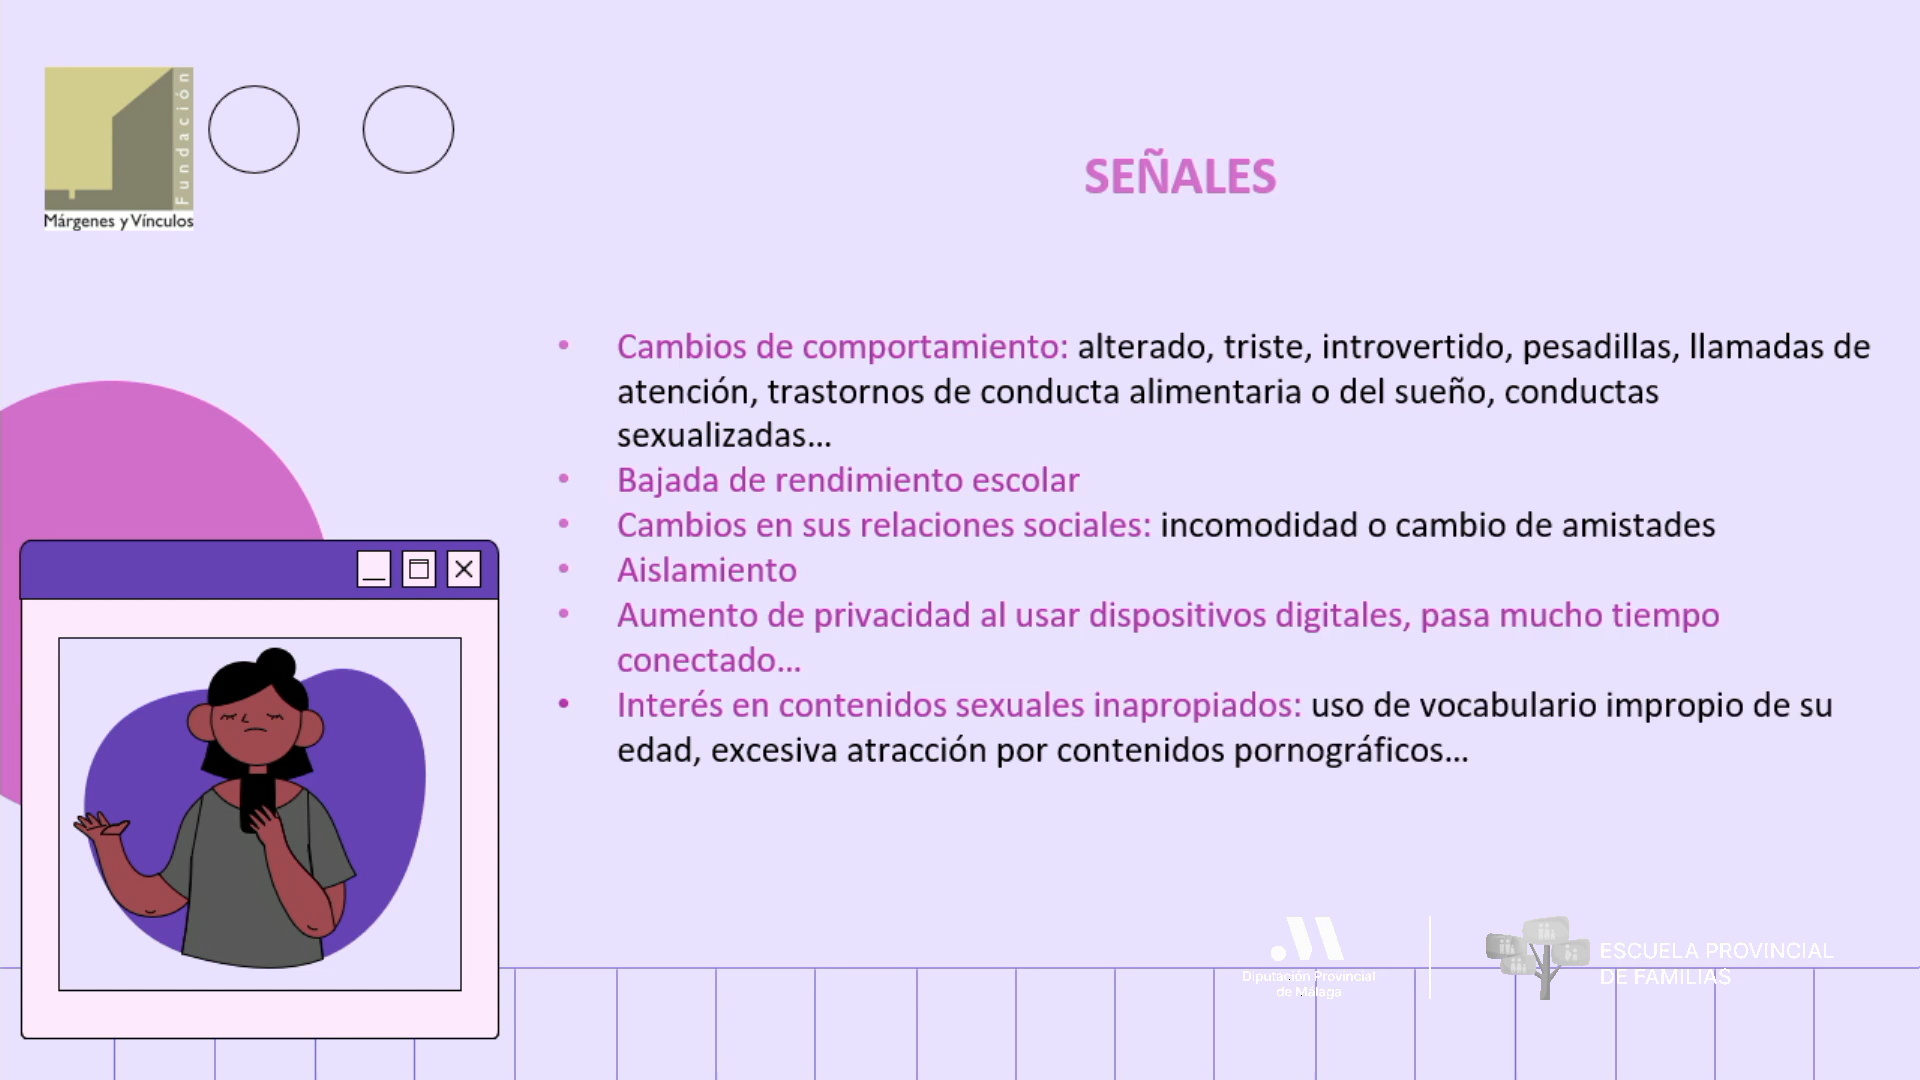 Fundación
Márgenes y Vínculos
SEÑALES
• Cambios de comportamiento: alterado, triste, introvertido, pesadillas, llamadas de
atención, trastornos de conducta alimentaria o del sueño, conductas
sexualizadas...
• Bajada de rendimiento escolar
• Cambios en sus relaciones sociales: incomodidad o cambio de amistades
• Aislamiento
• Aumento de privacidad al usar dispositivos digitales, pasa mucho tiempo
conectado...
• Interés en contenidos sexuales inapropiados: uso de vocabulario impropio de su
edad, excesiva atracción por contenidos pornográficos...
Diputación Provincial
de Málaga
ESCUELA PROVINCIAL
DE FAMILIAS